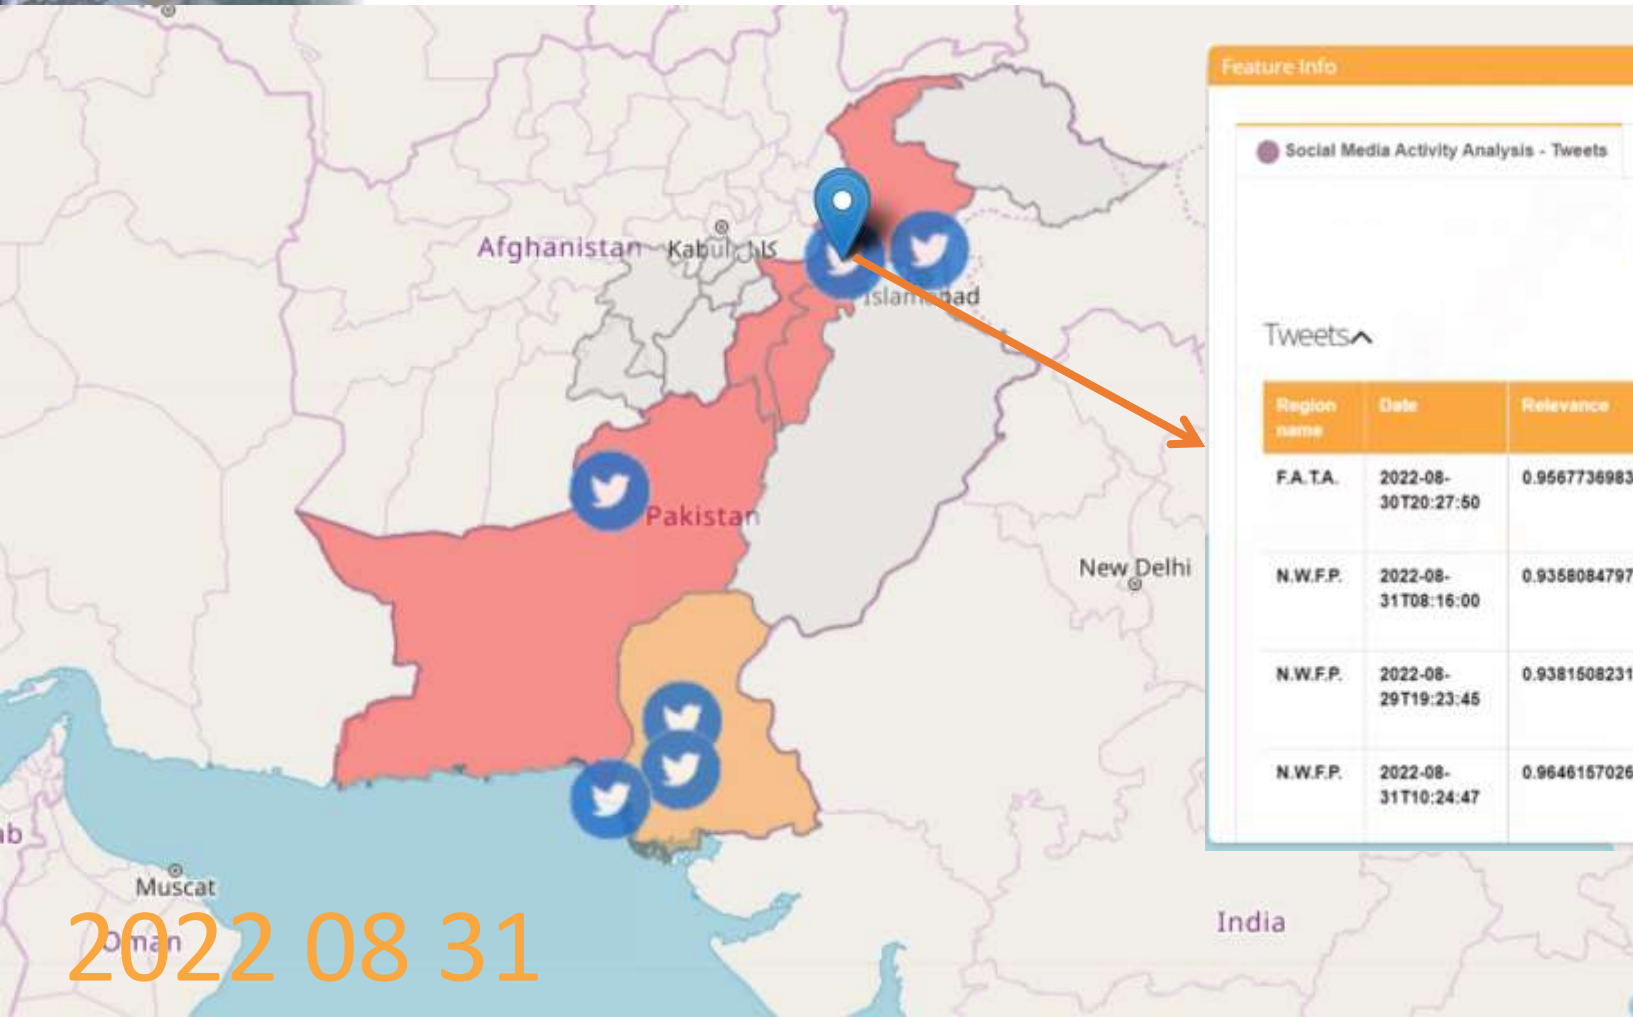 Feature Info
Social Media Activity Analysis - Tweets
Afghanistan
Kabul
Islamabad
Tweets
Region name
Date
Relevance
F.A.T.A.
2022-08-
30T20:27:50
0.9567736983
Pakistan
New Delhi
N.W.F.P.
2022-08-
31T08:16:00
0.9358084797
N.W.F.P.
2022-08-
29T19:23:45
0.9381508231
N.W.F.P.
2022-08-
31T10:24:47
0.9646157026
ab
Muscat
Oman
2022 08 31
India